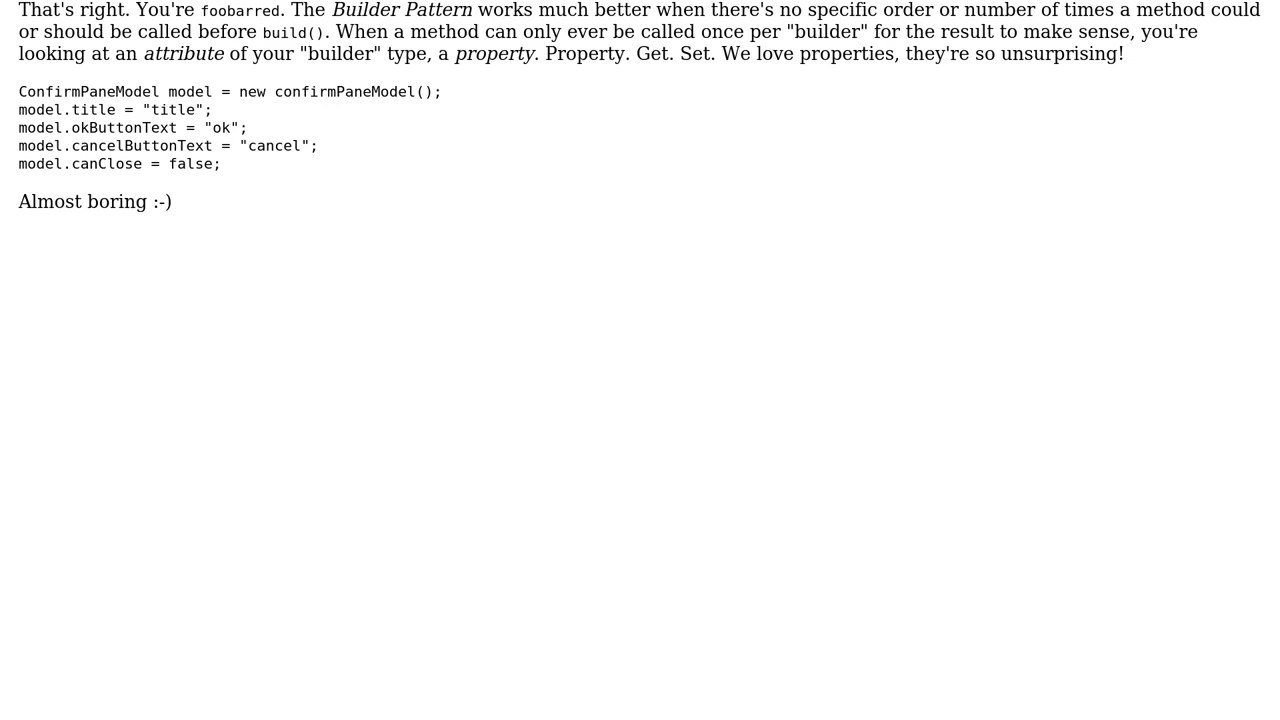 That's right. You're foobarred. The Builder Pattern works much better when there's no specific order or number of times a method could
or should be called before build(). When a method can only ever be called once per "builder" for the result to make sense, you're
looking at an attribute of your "builder" type, a property. Property. Get. Set. We love properties, they're so unsurprising!
ConfirmPaneModel model = new confirmPaneModel();
model.title = "title";
model.okButtonText = "ok";
model.cancelButtonText = "cancel";
model.canClose = false;
Almost boring :-)